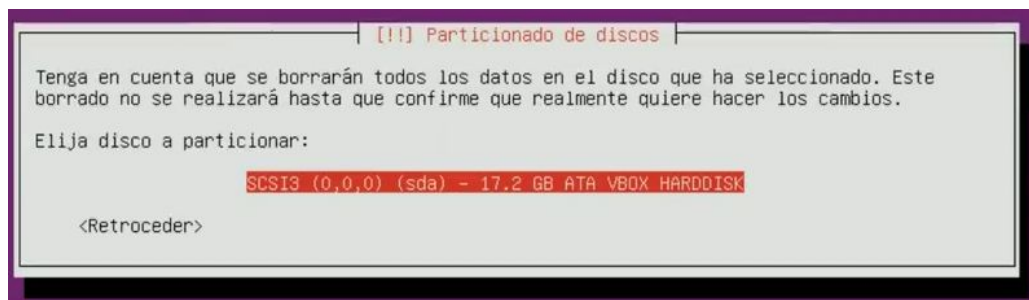 [!!] Particionado de discos
Tenga en cuenta que se borrarán todos los datos en el disco que ha seleccionado. Este
borrado no se realizará hasta que confirme que realmente quiere hacer los cambios.
Elija disco a particionar:
SCSI3 (0,0,0) (sda) - 17.2 GB ATA VBOX HARDDISK
<Retroceder>